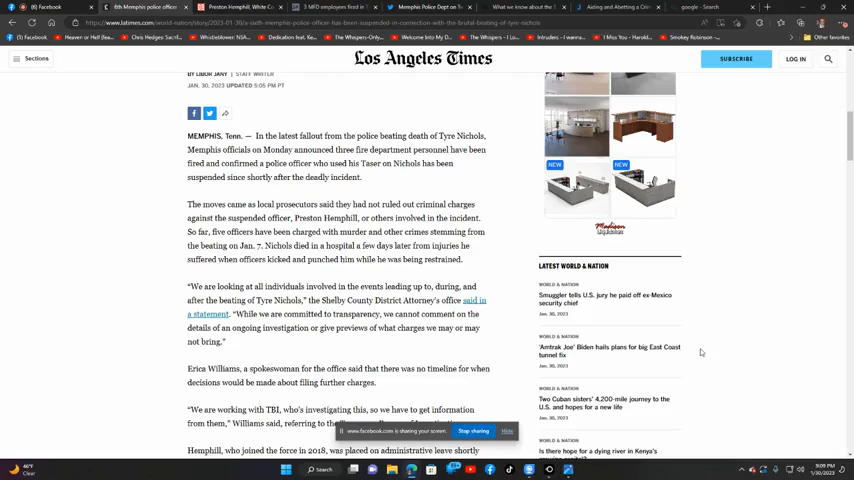 (1) Facebook
6th Memphis police officer
Preston Hemphill, White Co
3 MFD employees fired in T
Memphis Police Dept on Tw
What we know about the S
Aiding and Abetting a Crim
google - Search
https://www.latimes.com/world-nation/story/2023-01-30/a-sixth-memphis-police-officer-has-been-suspended-in-connection-with-the-brutal-beating-of-tyre-nichols
(1) Facebook
Heaven or Hell (lea
Chris Hedges Sacrif
Whistleblower NSA
Dedication feat. Ke
The Whispers-Only
Welcome Into My D
The Whispers - I Lo
Intruders - I wanna
I Miss You - Harold
Smokey Robinson -
Other favorites
Sections
Los Angeles Times
SUBSCRIBE
LOG IN
BY LIBOR JANY | STAFF WRITER
JAN. 30, 2023 UPDATED 5:05 PM PT
MEMPHIS, Tenn. — In the latest fallout from the police beating death of Tyre Nichols,
Memphis officials on Monday announced three fire department personnel have been
fired and confirmed a police officer who used his Taser on Nichols has been
suspended since shortly after the deadly incident.
The moves came as local prosecutors said they had not ruled out criminal charges
against the suspended officer, Preston Hemphill, or others involved in the incident.
So far, five officers have been charged with murder and other crimes stemming from
the beating on Jan. 7. Nichols died in a hospital a few days later from injuries he
suffered when officers kicked and punched him while he was being restrained.
“We are looking at all individuals involved in the events leading up to, during, and
after the beating of Tyre Nichols,” the Shelby County District Attorney’s office said in
a statement. “While we are committed to transparency, we cannot comment on the
details of an ongoing investigation or give previews of what charges we may or may
not bring.”
Erica Williams, a spokeswoman for the office said that there was no timeline for when
decisions would be made about filing further charges.
“We are working with TBI, who’s investigating this, so we have to get information
from them,” Williams said, referring to the
Hemphill, who joined the force in 2018, was placed on administrative leave shortly
NEW
NEW
Madison
LATEST WORLD & NATION
WORLD & NATION
Smuggler tells U.S. jury he paid off ex-Mexico
security chief
Jan. 30, 2023
WORLD & NATION
‘Amtrak Joe’ Biden hails plans for big East Coast
tunnel fix
Jan. 30, 2023
WORLD & NATION
Two Cuban sisters’ 4,200-mile journey to the
U.S. and hopes for a new life
Jan. 30, 2023
WORLD & NATION
Is there hope for a dying river in Kenya’s
www.facebook.com is sharing your screen.
Stop sharing
Hide
46°F
Clear
Search
9:09 PM
1/30/2023